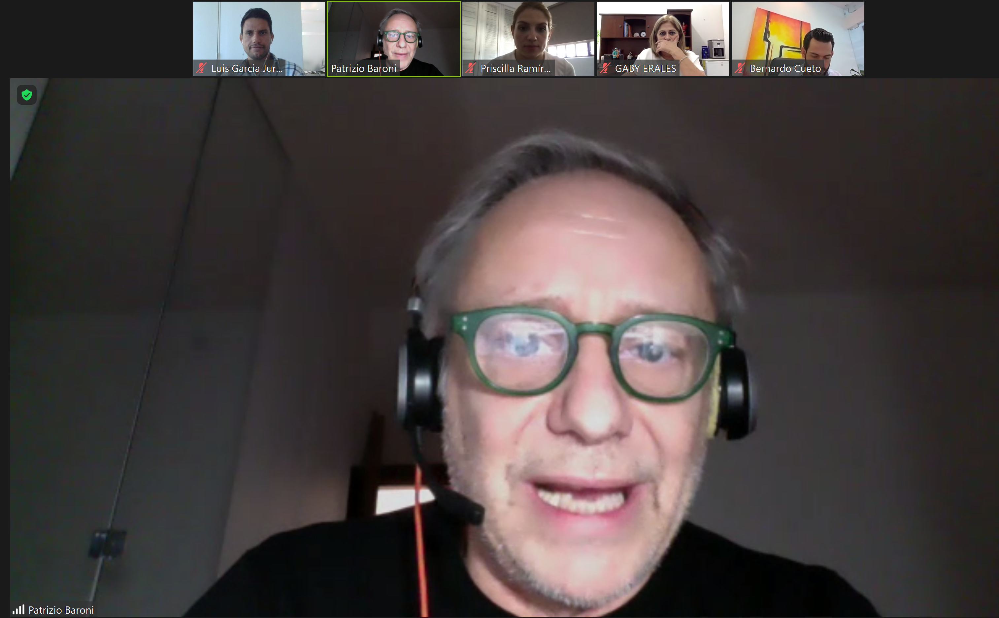 Luis Garcia Jur...
Patrizio Baroni
Priscilla Ramír...
GABY ERALES
Bernardo Cueto
Patrizio Baroni